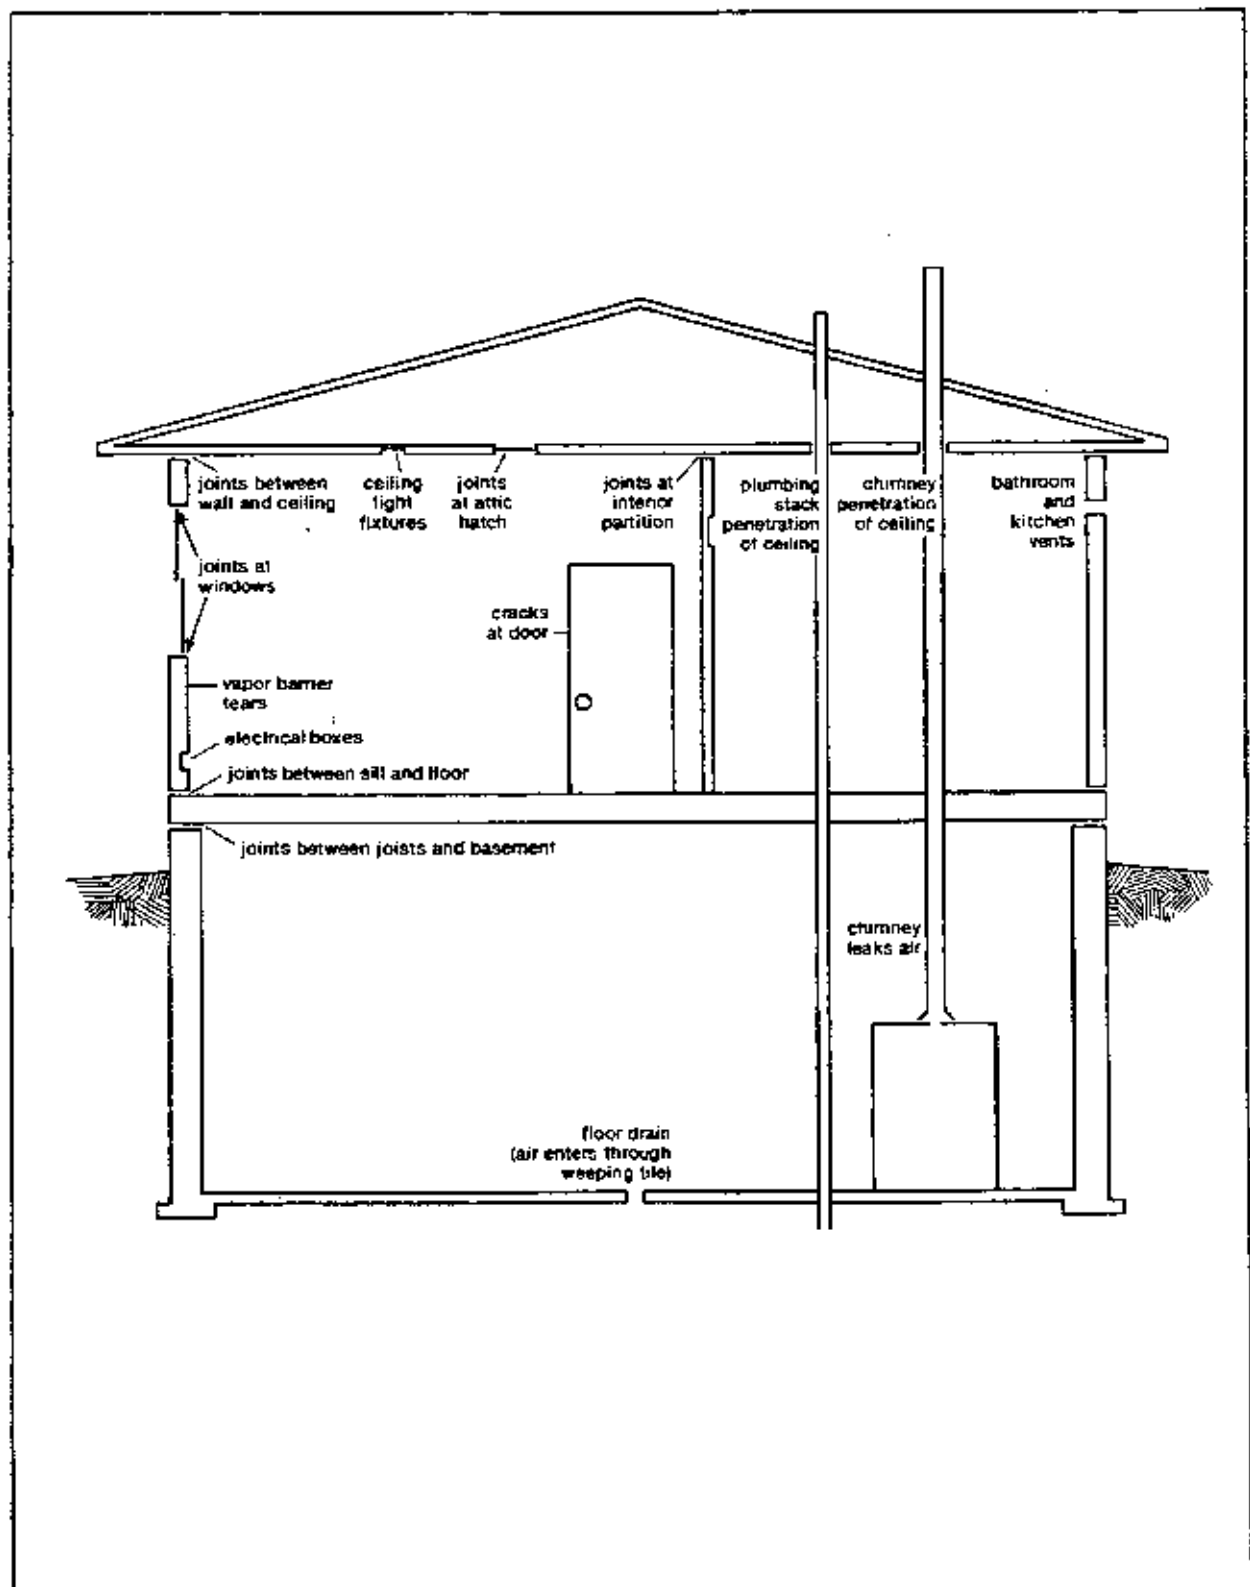 joints between
wall and ceiling
ceiling
light
fixtures
joints
at attic
hatch
joints at
interior
partition
plumbing
stack
penetration
of ceiling
chimney
penetration
of ceiling
bathroom
and
kitchen
vents
joints at
windows
cracks
at door
vapor barrier
tears
electrical boxes
joints between sill and floor
joints between joists and basement
chimney
leaks air
floor drain
(air enters through
weeping tile)